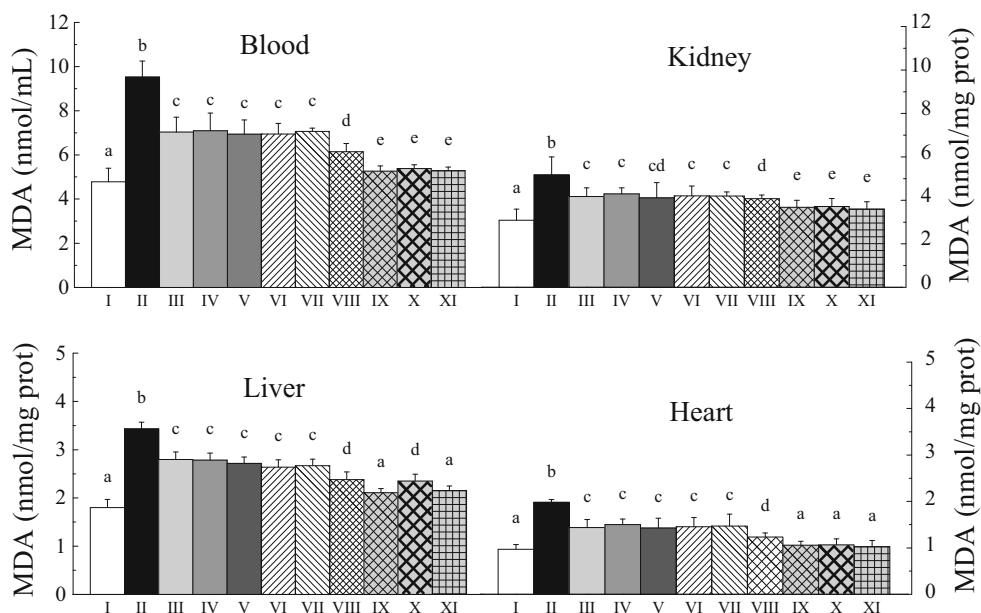 Blood
MDA (nmol/mL)
12
10
8
6
4
2
0
a b c c c c c d e e e
I II III IV V VI VII VIII IX X XI
Kidney
MDA (nmol/mg prot)
12
10
8
6
4
2
0
a b c c cd c c d e e e
I II III IV V VI VII VIII IX X XI
Liver
MDA (nmol/mg prot)
5
4
3
2
1
0
a b c c c c c d a d a
I II III IV V VI VII VIII IX X XI
Heart
MDA (nmol/mg prot)
5
4
3
2
1
0
a b c c c c c d a a a
I II III IV V VI VII VIII IX X XI